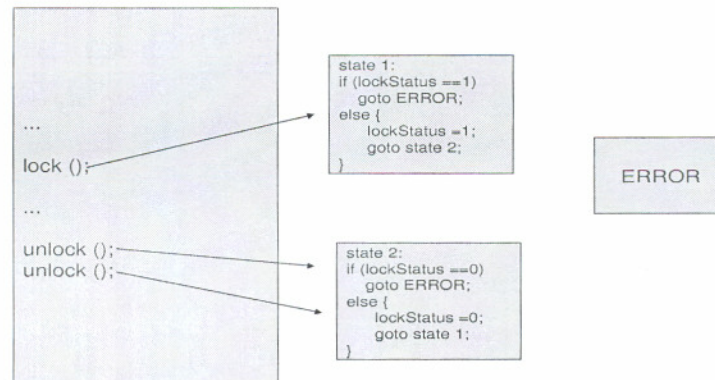 ...
lock ();
...
unlock ();
unlock ();
state 1:
if (lockStatus ==1)
goto ERROR;
else {
lockStatus =1;
goto state 2;
}
state 2:
if (lockStatus ==0)
goto ERROR;
else {
lockStatus =0;
goto state 1;
}
ERROR